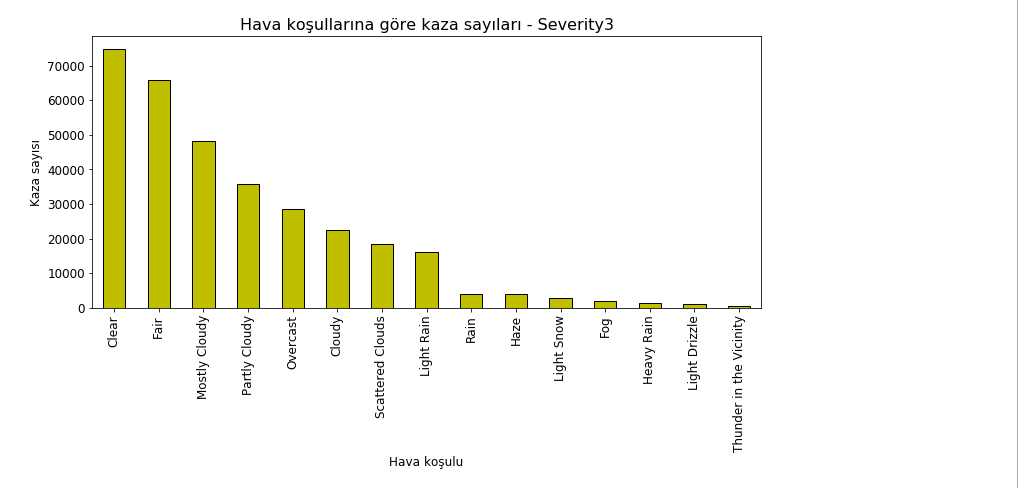 Hava koşullarına göre kaza sayıları - Severity3
Kaza sayısı
70000
60000
50000
40000
30000
20000
10000
0
Clear
Fair
Mostly Cloudy
Partly Cloudy
Overcast
Cloudy
Scattered Clouds
Light Rain
Rain
Haze
Light Snow
Fog
Heavy Rain
Light Drizzle
Thunder in the Vicinity
Hava koşulu